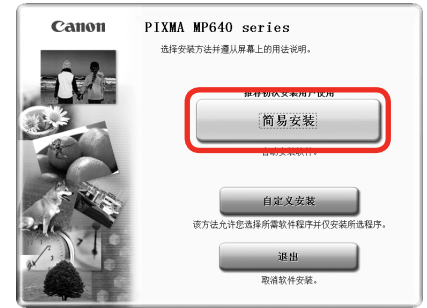 Canon
PIXMA MP640 series
选择安装方法并遵从屏幕上的用法说明。
推荐初次安装用户使用
简易安装
自动安装软件。
自定义安装
该方法允许您选择所需软件程序并仅安装所选程序。
退出
取消软件安装。